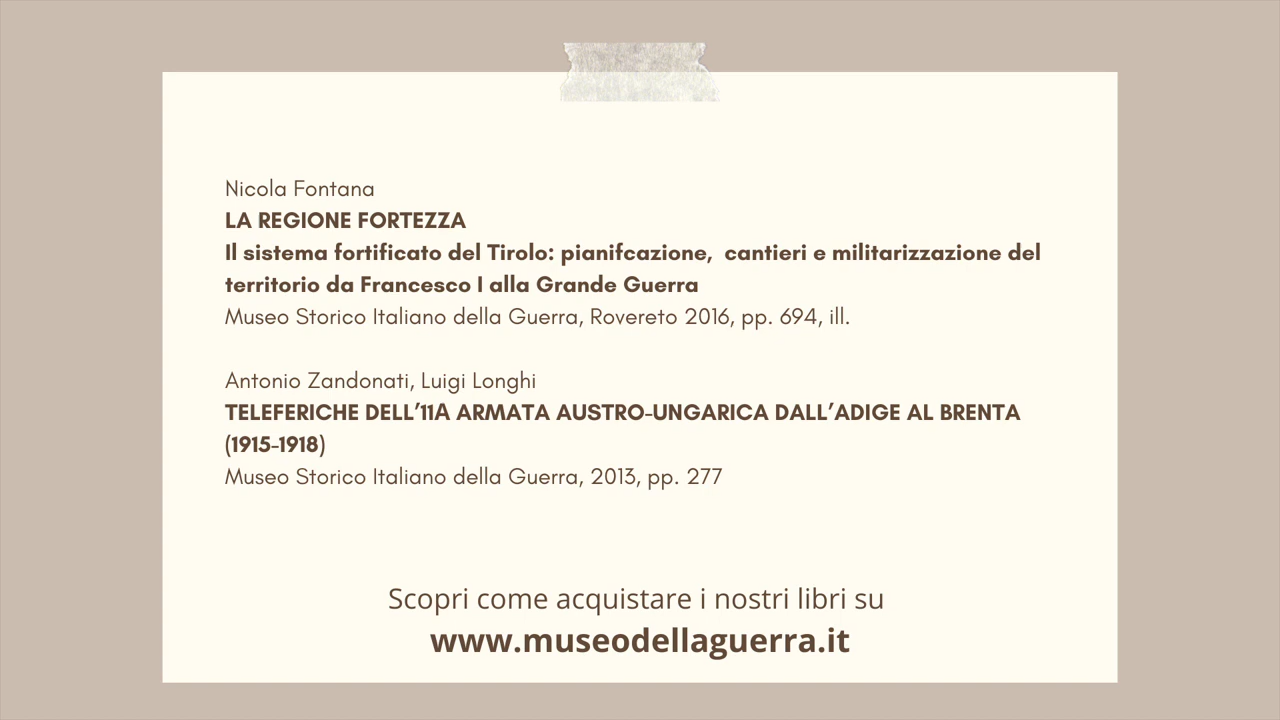 Nicola Fontana
LA REGIONE FORTEZZA
Il sistema fortificato del Tirolo: pianifcazione,  cantieri e militarizzazione del
territorio da Francesco I alla Grande Guerra
Museo Storico Italiano della Guerra, Rovereto 2016, pp. 694, ill.
Antonio Zandonati, Luigi Longhi
TELEFERICHE DELL’11A ARMATA AUSTRO-UNGARICA DALL’ADIGE AL BRENTA
(1915-1918)
Museo Storico Italiano della Guerra, 2013, pp. 277
Scopri come acquistare i nostri libri su
www.museodellaguerra.it